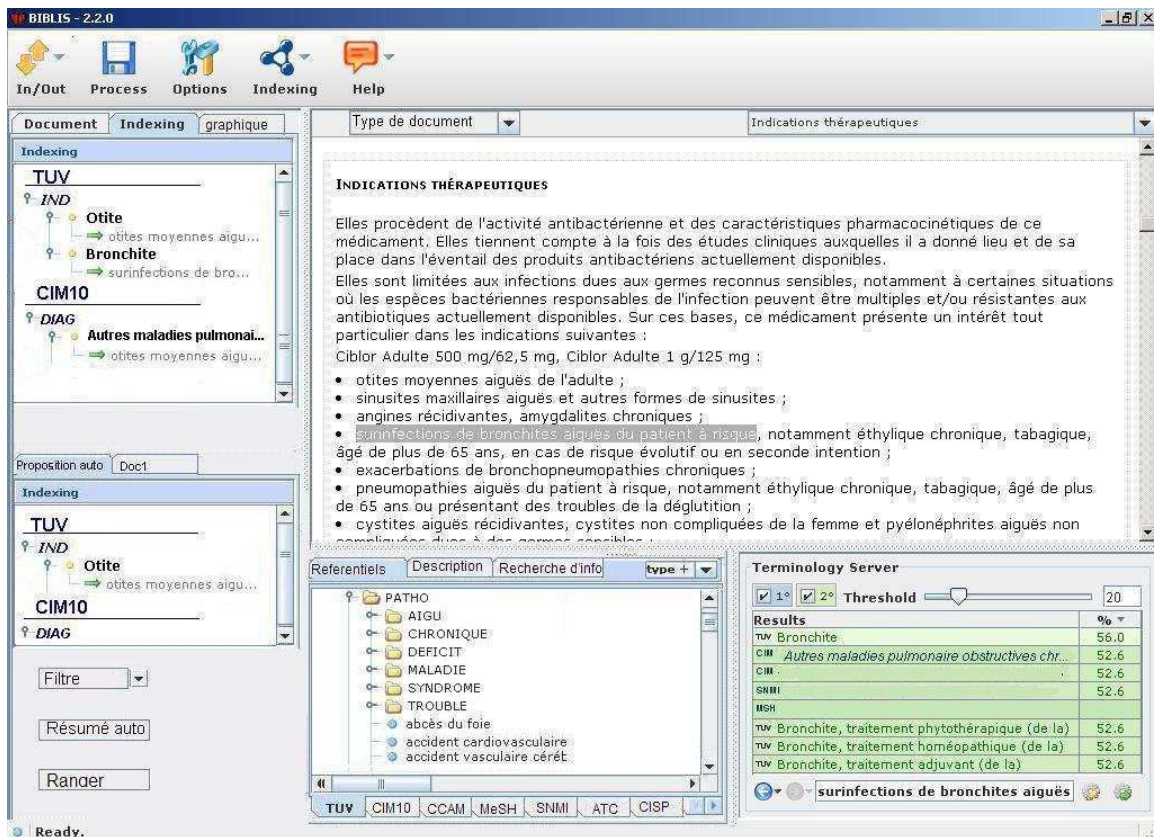 BIBLIS - 2.2.0
In/Out Process Options Indexing Help
Document Indexing graphique
Type de document
Indications thérapeutiques
Indexing
TUV
IND
Otite
otites moyennes aigu...
Bronchite
surinfections de bro...
CIM10
DIAG
Autres maladies pulmonai...
otites moyennes aigu...
INDICATIONS THÉRAPEUTIQUES
Elles procèdent de l'activité antibactérienne et des caractéristiques pharmacocinétiques de ce
médicament. Elles tiennent compte à la fois des études cliniques auxquelles il a donné lieu et de sa
place dans l'éventail des produits antibactériens actuellement disponibles.
Elles sont limitées aux infections dues aux germes reconnus sensibles, notamment à certaines situations
où les espèces bactériennes responsables de l'infection peuvent être multiples et/ou résistantes aux
antibiotiques actuellement disponibles. Sur ces bases, ce médicament présente un intérêt tout
particulier dans les indications suivantes :
Ciblor Adulte 500 mg/62,5 mg, Ciblor Adulte 1 g/125 mg :
• otites moyennes aiguës de l'adulte ;
• sinusites maxillaires aiguës et autres formes de sinusites ;
• angines récidivantes, amygdalites chroniques ;
• surinfections de bronchites aiguës du patient à risque, notamment éthylique chronique, tabagique,
âgé de plus de 65 ans, en cas de risque évolutif ou en seconde intention ;
• exacerbations de bronchopneumopathies chroniques ;
• pneumopathies aiguës du patient à risque, notamment éthylique chronique, tabagique, âgé de plus
de 65 ans ou présentant des troubles de la déglutition ;
• cystites aiguës récidivantes, cystites non compliquées de la femme et pyélonéphrites aiguës non
compliquées dues à des germes sensibles ;
Proposition auto Doc1
Indexing
TUV
IND
Otite
otites moyennes aigu...
CIM10
DIAG
Filtre
Résumé auto
Ranger
Referentiels Description Recherche d'info type +
PATHO
AIGU
CHRONIQUE
DEFICIT
MALADIE
SYNDROME
TROUBLE
abcès du foie
accident cardiovasculaire
accident vasculaire céréb
TUV CIM10 CCAM MeSH SNMI ATC CISP
Terminology Server
1° 2° Threshold 20
Results %
TUV Bronchite 56.0
CIM Autres maladies pulmonaire obstructives chr... 52.6
CIM . 52.6
SNMI 52.6
MSH
TUV Bronchite, traitement phytothérapique (de la) 52.6
TUV Bronchite, traitement homéopathique (de la) 52.6
TUV Bronchite, traitement adjuvant (de la) 52.6
surinfections de bronchites aiguës
Ready.